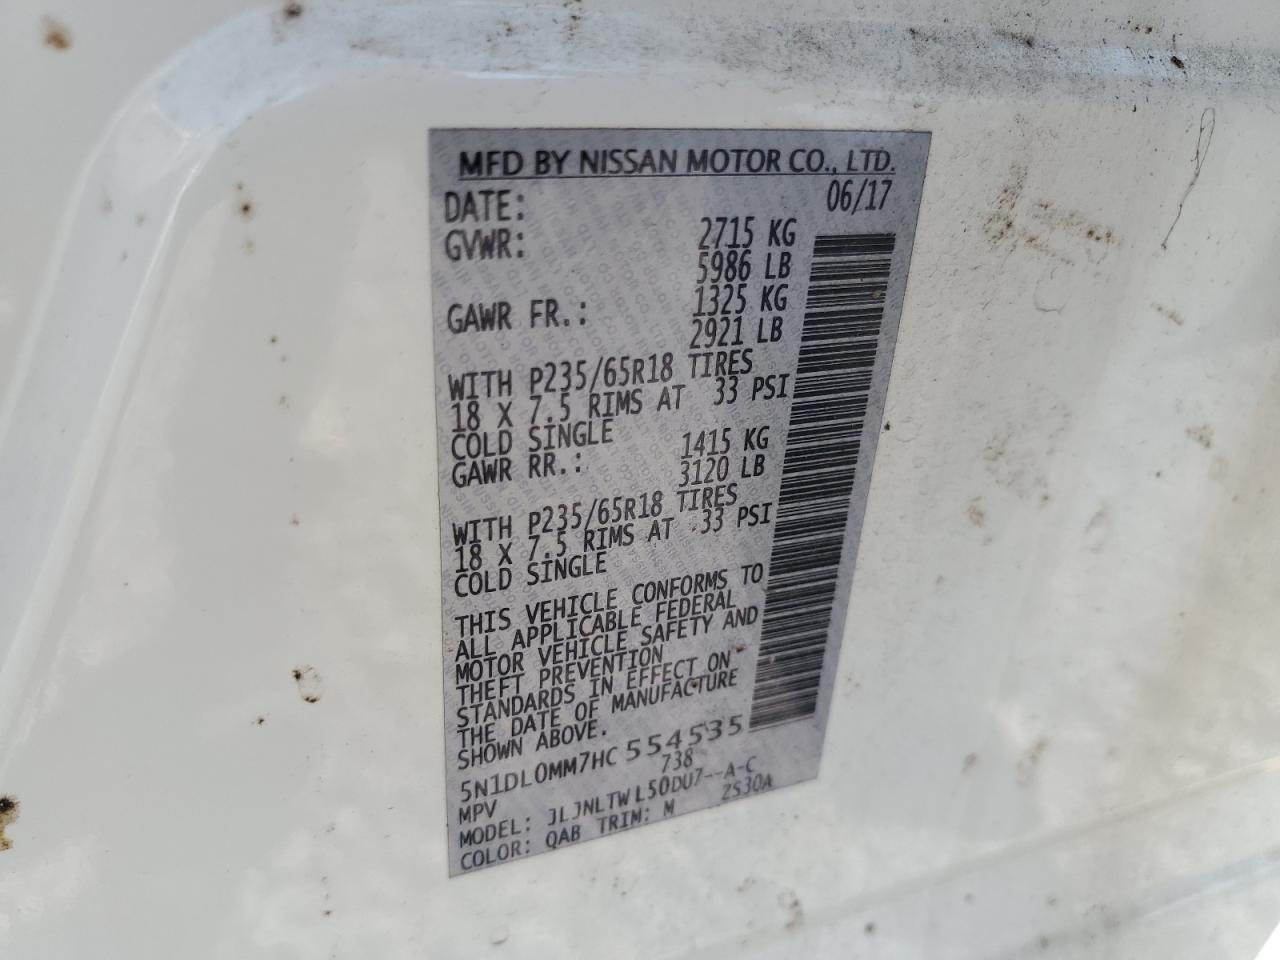 MFD BY NISSAN MOTOR CO., LTD.
DATE: 06/17
GVWR: 2715 KG
5986 LB
GAWR FR.: 1325 KG
2921 LB
WITH P235/65R18 TIRES
18 X 7.5 RIMS AT 33 PSI
COLD SINGLE
GAWR RR.: 1415 KG
3120 LB
WITH P235/65R18 TIRES
18 X 7.5 RIMS AT 33 PSI
COLD SINGLE
THIS VEHICLE CONFORMS TO
ALL APPLICABLE FEDERAL
MOTOR VEHICLE SAFETY AND
THEFT PREVENTION
STANDARDS IN EFFECT ON
THE DATE OF MANUFACTURE
SHOWN ABOVE.
5N1DL0MM7HC554535
MPV 738
MODEL: JLJNLTWL50DU7--A-C
COLOR: QAB TRIM: M ZS30A